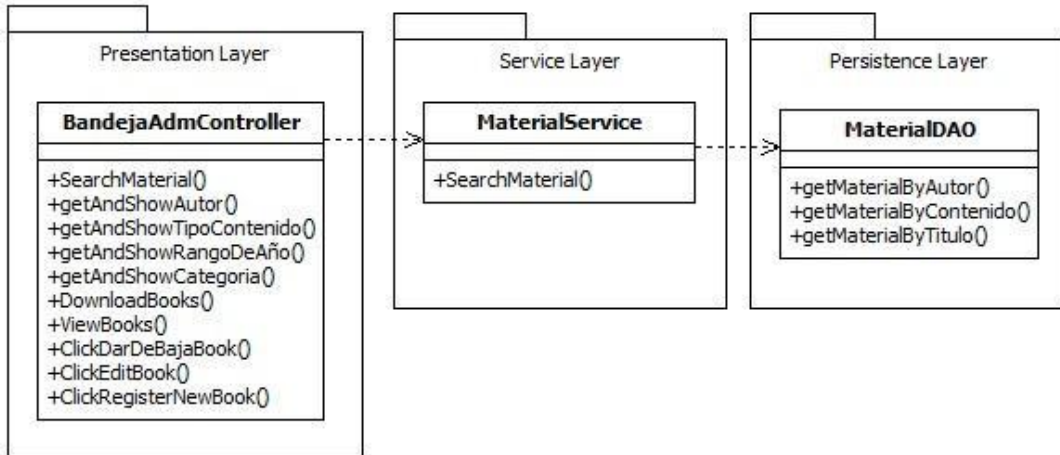 Presentation Layer
BandejaAdmController
+SearchMaterial()
+getAndShowAutor()
+getAndShowTipoContenido()
+getAndShowRangoDeAño()
+getAndShowCategoria()
+DownloadBooks()
+ViewBooks()
+ClickDarDeBajaBook()
+ClickEditBook()
+ClickRegisterNewBook()
Service Layer
MaterialService
+SearchMaterial()
Persistence Layer
MaterialDAO
+getMaterialByAutor()
+getMaterialByContenido()
+getMaterialByTitulo()